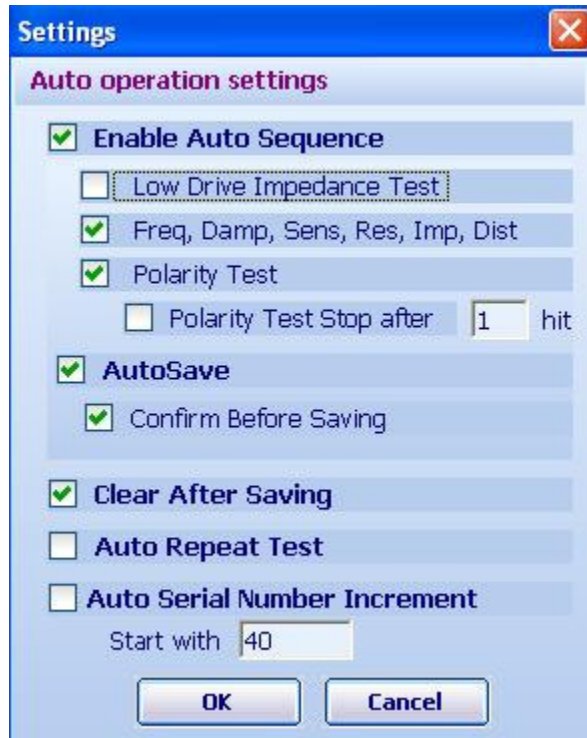 Settings
Auto operation settings
Enable Auto Sequence
Low Drive Impedance Test
Freq, Damp, Sens, Res, Imp, Dist
Polarity Test
Polarity Test Stop after 1 hit
AutoSave
Confirm Before Saving
Clear After Saving
Auto Repeat Test
Auto Serial Number Increment
Start with 40
OK Cancel